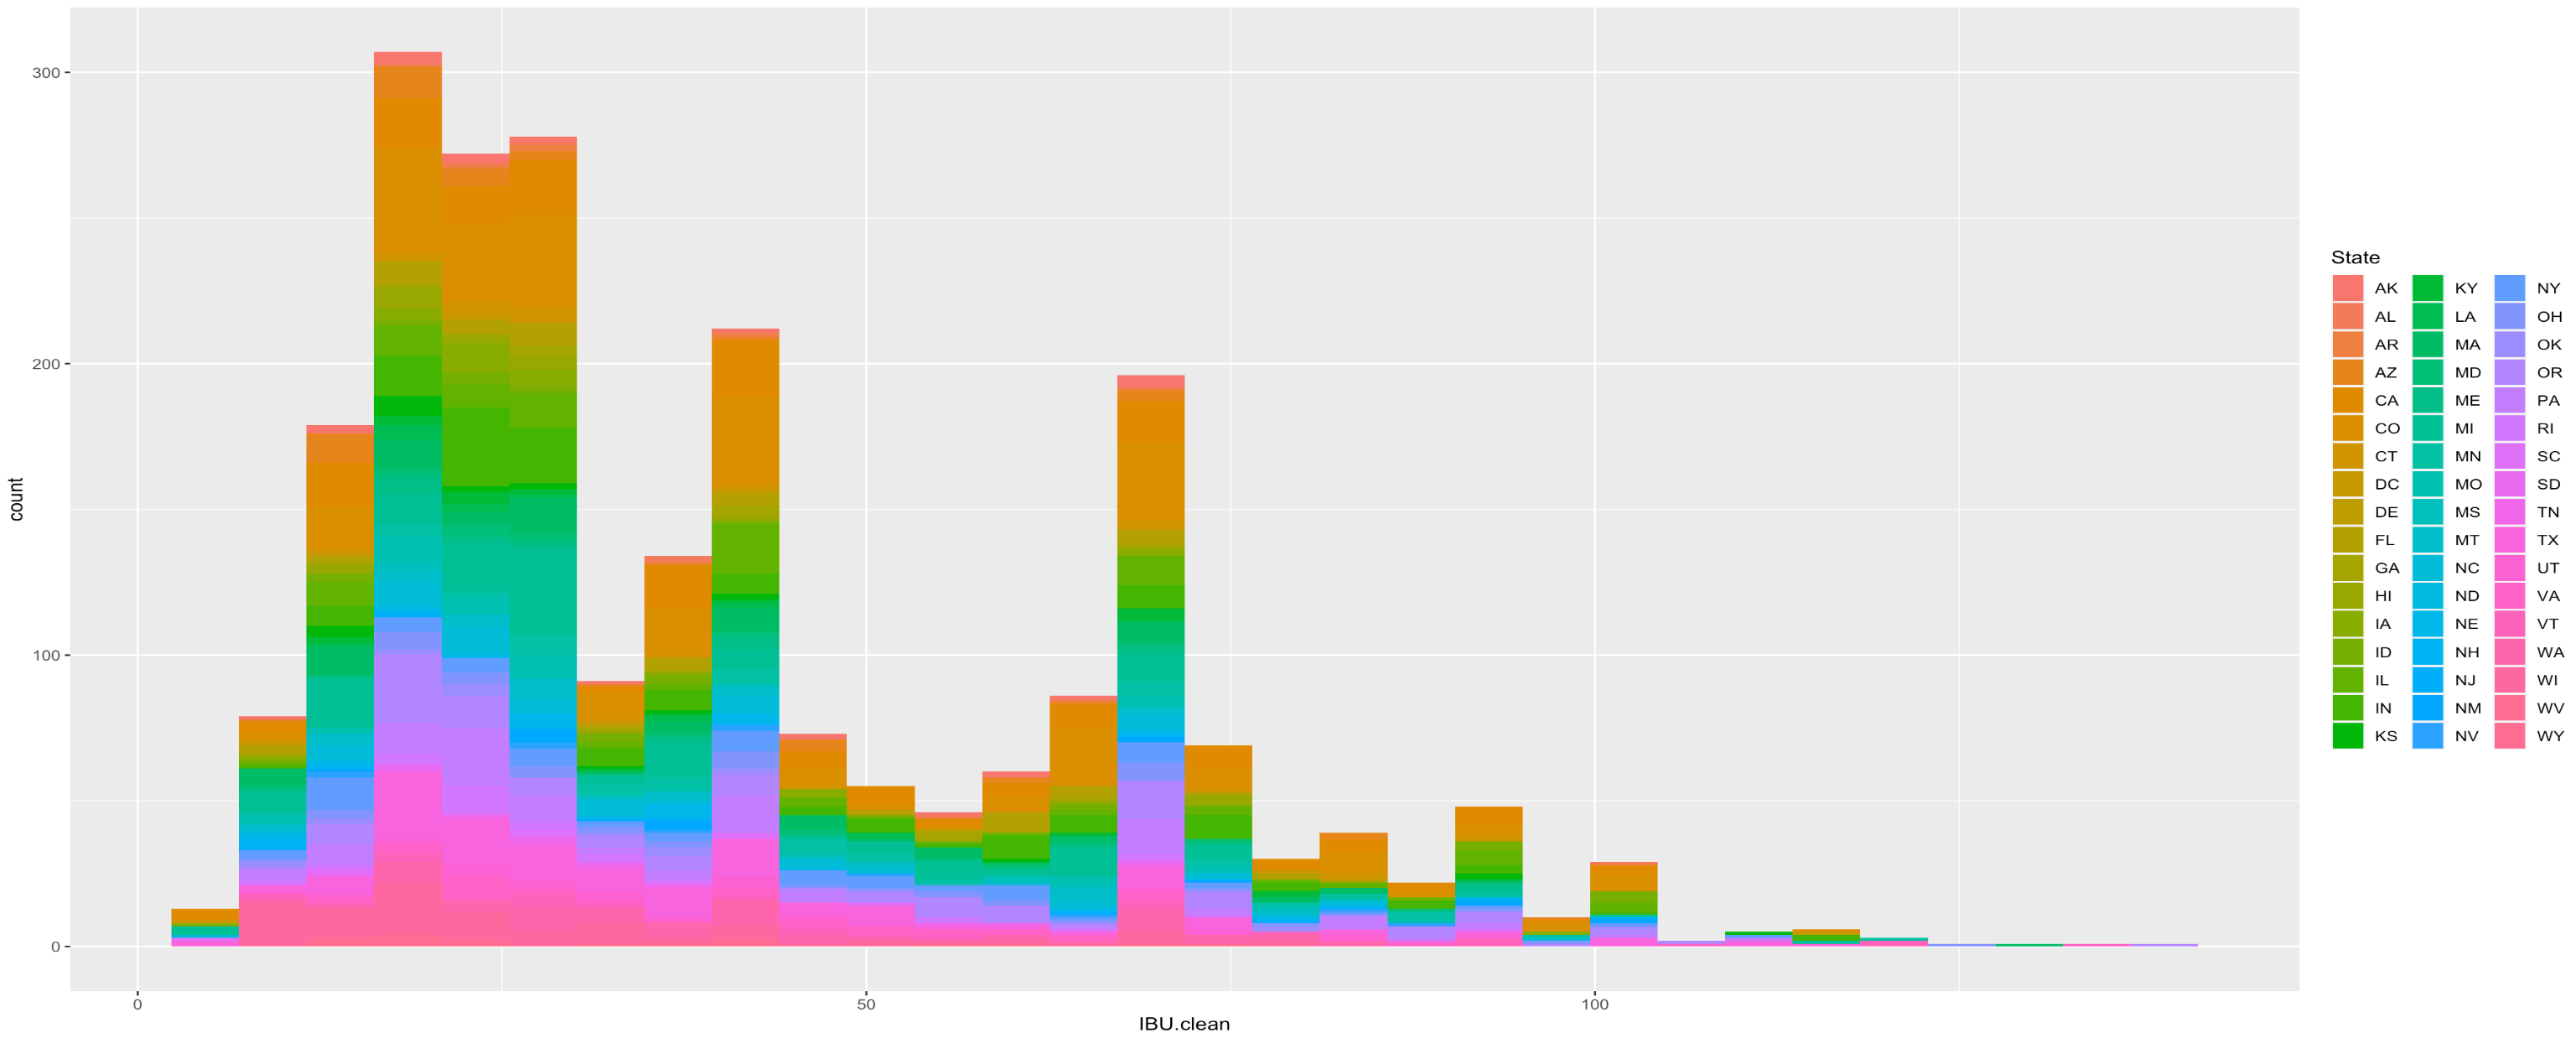 300
200
100
0
count
0 50 100
IBU.clean
State
AK KY NY
AL LA OH
AR MA OK
AZ MD OR
CA ME PA
CO MI RI
CT MN SC
DC MO SD
DE MS TN
FL MT TX
GA NC UT
HI ND VA
IA NE VT
ID NH WA
IL NJ WI
IN NM WV
KS NV WY